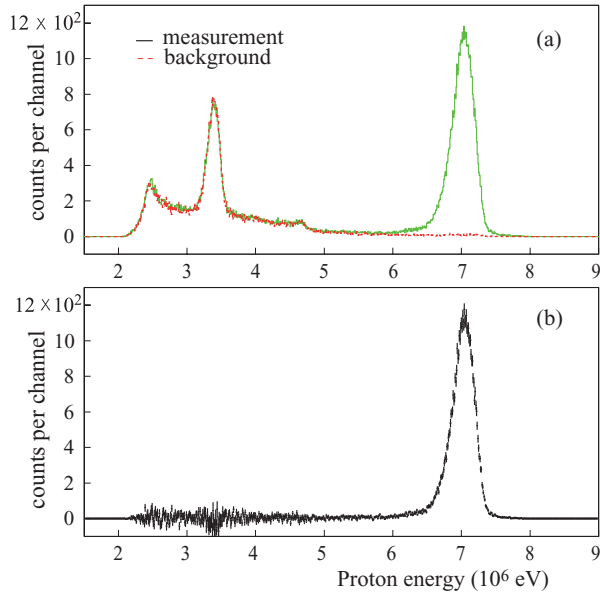 12 × 10²
(a)
measurement
background
10
8
6
4
2
0
counts per channel
2 3 4 5 6 7 8 9
12 × 10²
(b)
10
8
6
4
2
0
counts per channel
2 3 4 5 6 7 8 9
Proton energy (10⁶ eV)